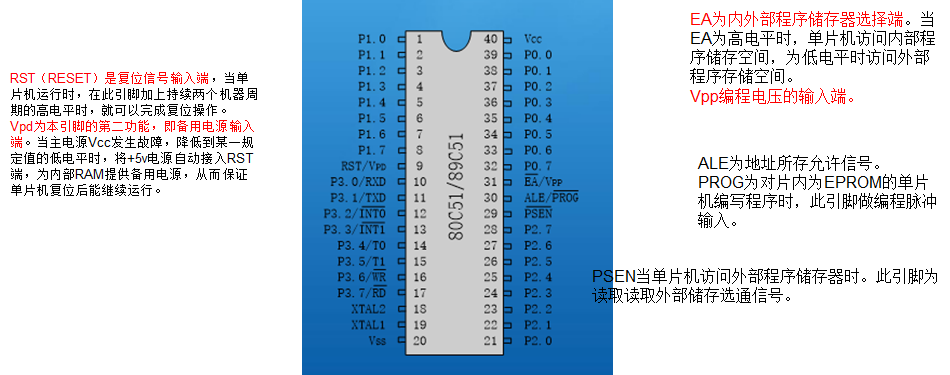 RST（RESET）是复位信号输入端，当单
片机运行时，在此引脚加上持续两个机器周
期的高电平时，就可以完成复位操作。
Vpd为本引脚的第二功能，即备用电源输入
端。当主电源Vcc发生故障，降低到某一规
定值的低电平时，将+5v电源自动接入RST
端，为内部RAM提供备用电源，从而保证
单片机复位后能继续运行。
P1.0 1 40 Vcc
P1.1 2 39 P0.0
P1.2 3 38 P0.1
P1.3 4 37 P0.2
P1.4 5 36 P0.3
P1.5 6 35 P0.4
P1.6 7 34 P0.5
P1.7 8 33 P0.6
RST/VPD 9 32 P0.7
P3.0/RXD 10 31 EA/VPP
P3.1/TXD 11 30 ALE/PROG
P3.2/INT0 12 29 PSEN
P3.3/INT1 13 28 P2.7
P3.4/T0 14 27 P2.6
P3.5/T1 15 26 P2.5
P3.6/WR 16 25 P2.4
P3.7/RD 17 24 P2.3
XTAL2 18 23 P2.2
XTAL1 19 22 P2.1
Vss 20 21 P2.0
80C51/89C51
EA为内外部程序储存器选择端。当
EA为高电平时，单片机访问内部程
序储存空间，为低电平时访问外部
程序存储空间。
Vpp编程电压的输入端。
ALE为地址所存允许信号。
PROG为对片内为EPROM的单片
机编写程序时，此引脚做编程脉冲
输入。
PSEN当单片机访问外部程序储存器时。此引脚为
读取读取外部储存选通信号。